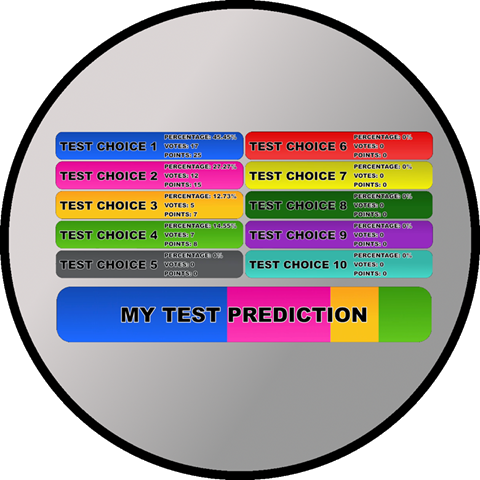 TEST CHOICE 1
PERCENTAGE: 45.45%
VOTES: 17
POINTS: 25
TEST CHOICE 6
PERCENTAGE: 0%
VOTES: 0
POINTS: 0
TEST CHOICE 2
PERCENTAGE: 27.27%
VOTES: 12
POINTS: 15
TEST CHOICE 7
PERCENTAGE: 0%
VOTES: 0
POINTS: 0
TEST CHOICE 3
PERCENTAGE: 12.73%
VOTES: 5
POINTS: 7
TEST CHOICE 8
PERCENTAGE: 0%
VOTES: 0
POINTS: 0
TEST CHOICE 4
PERCENTAGE: 14.55%
VOTES: 7
POINTS: 8
TEST CHOICE 9
PERCENTAGE: 0%
VOTES: 0
POINTS: 0
TEST CHOICE 5
PERCENTAGE: 0%
VOTES: 0
POINTS: 0
TEST CHOICE 10
PERCENTAGE: 0%
VOTES: 0
POINTS: 0
MY TEST PREDICTION